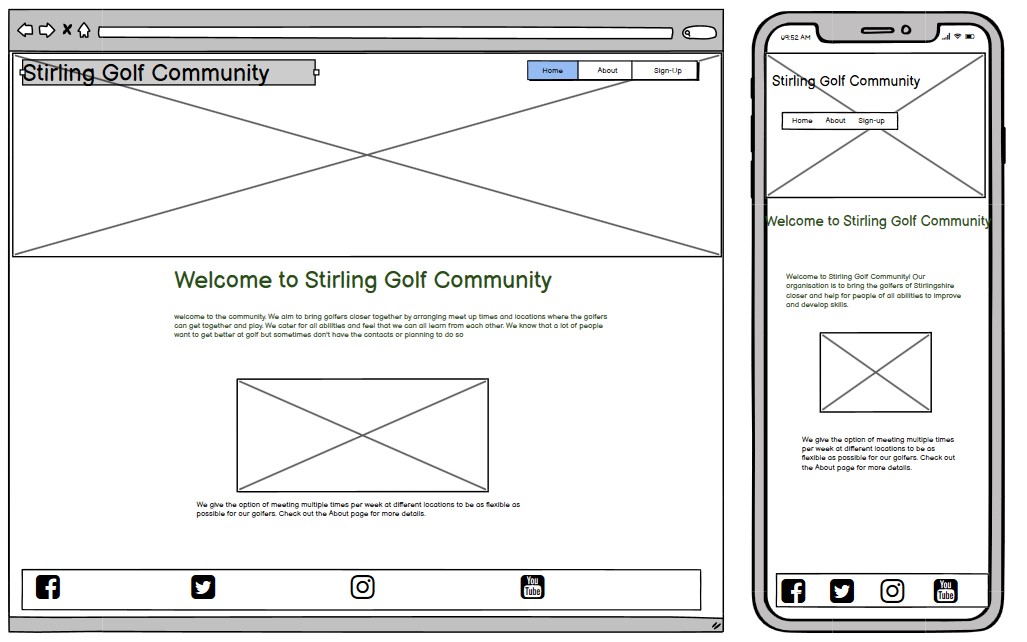 Stirling Golf Community
Home About Sign-Up
Welcome to Stirling Golf Community
welcome to the community. We aim to bring golfers closer together by arranging meet up times and locations where the golfers
can get together and play. We cater for all abilities and feel that we can all learn from each other. We know that a lot of people
want to get better at golf but sometimes don't have the contacts or planning to do so
We give the option of meeting multiple times per week at different locations to be as flexible as
possible for our golfers. Check out the About page for more details.
You
Tube
09:52 AM
Stirling Golf Community
Home About Sign-up
Welcome to Stirling Golf Community
Welcome to Stirling Golf Community! Our
organisation is to bring the golfers of Stirlingshire
closer and help for people of all abilities to improve
and develop skills.
We give the option of meeting multiple times
per week at different locations to be as
flexible as possible for our golfers. Check out
the About page for more details.
You
Tube